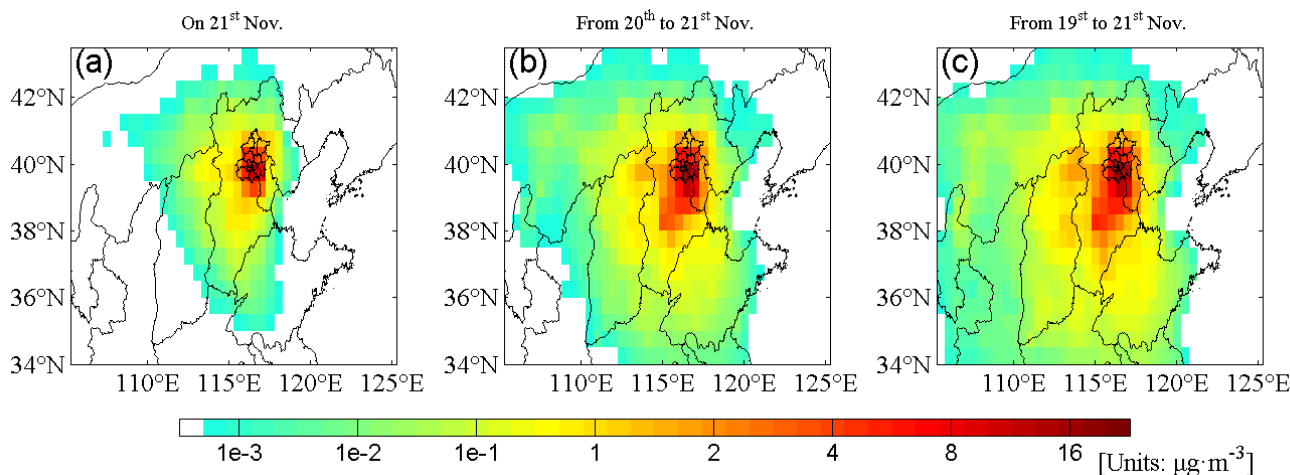 On 21st Nov.
From 20th to 21st Nov.
From 19st to 21st Nov.
(a)
(b)
(c)
42°N
40°N
38°N
36°N
34°N
110°E 115°E 120°E 125°E
42°N
40°N
38°N
36°N
34°N
110°E 115°E 120°E 125°E
42°N
40°N
38°N
36°N
34°N
110°E 115°E 120°E 125°E
1e-3 1e-2 1e-1 1 2 4 8 16
[Units: μg·m-3]